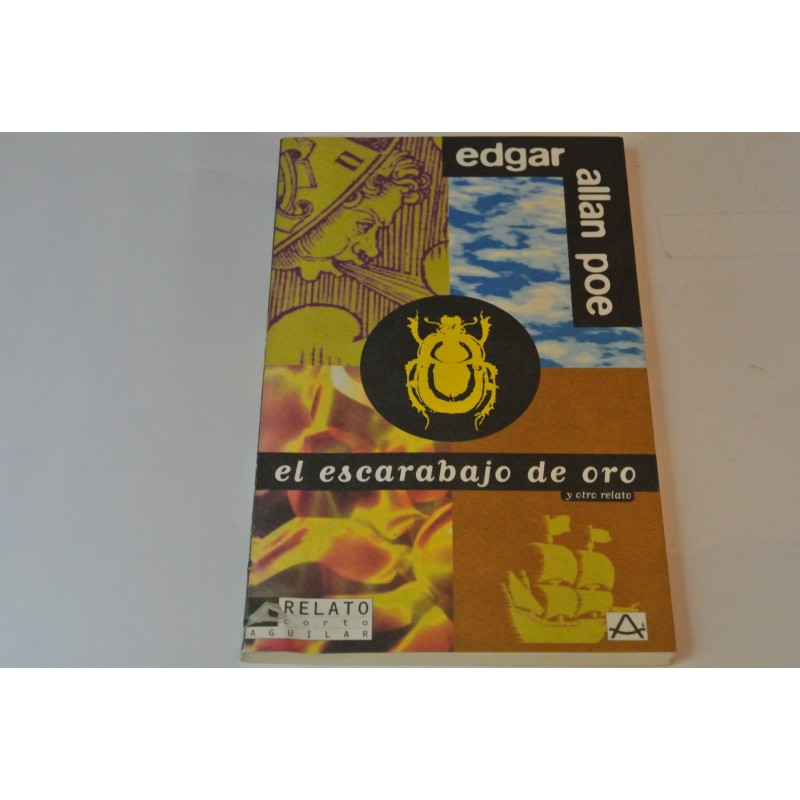 edgar
allan poe
el escarabajo de oro
y otro relato
RELATO
corto
AGUILAR